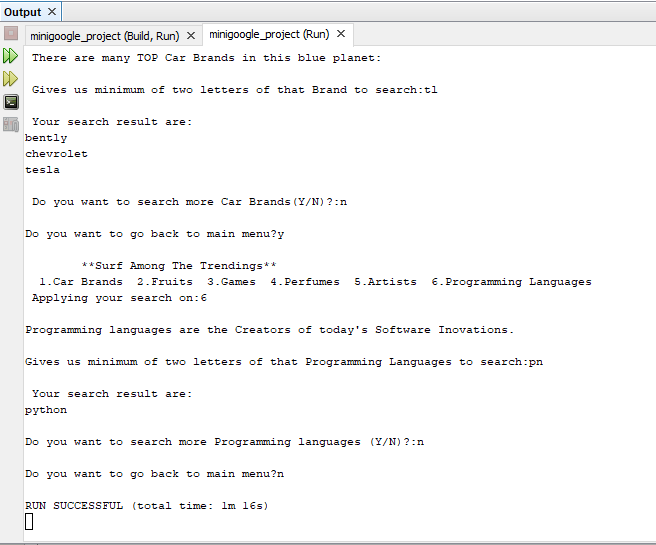 Output
minigoogle_project (Build, Run) minigoogle_project (Run)
There are many TOP Car Brands in this blue planet:
Gives us minimum of two letters of that Brand to search:tl
Your search result are:
bently
chevrolet
tesla
Do you want to search more Car Brands(Y/N)?:n
Do you want to go back to main menu?y
**Surf Among The Trendings**
1.Car Brands 2.Fruits 3.Games 4.Perfumes 5.Artists 6.Programming Languages
Applying your search on:6
Programming languages are the Creators of today's Software Inovations.
Gives us minimum of two letters of that Programming Languages to search:pn
Your search result are:
python
Do you want to search more Programming languages (Y/N)?:n
Do you want to go back to main menu?n
RUN SUCCESSFUL (total time: 1m 16s)